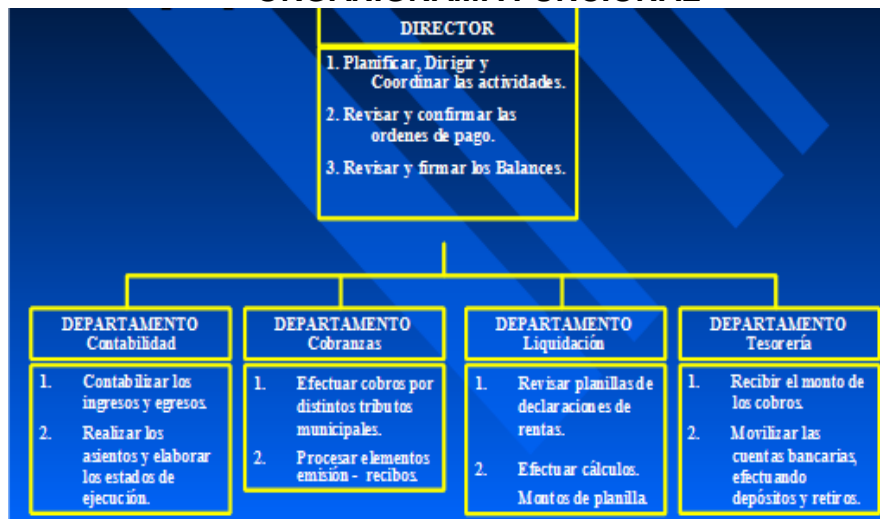 DIRECTOR
1. Planificar, Dirigir y
Coordinar las actividades.
2. Revisar y confirmar las
ordenes de pago.
3. Revisar y firmar los Balances.
DEPARTAMENTO
Contabilidad
1. Contabilizar los
ingresos y egresos.
2. Realizar los
asientos y elaborar
los estados de
ejecución.
DEPARTAMENTO
Cobranzas
1. Efectuar cobros por
distintos tributos
municipales.
2. Procesar elementos
emisión - recibos.
DEPARTAMENTO
Liquidación
1. Revisar planillas de
declaraciones de
rentas.
2. Efectuar cálculos.
Montos de planilla.
DEPARTAMENTO
Tesorería
1. Recibir el monto de
los cobros.
2. Movilizar las
cuentas bancarias,
efectuando
depósitos y retiros.